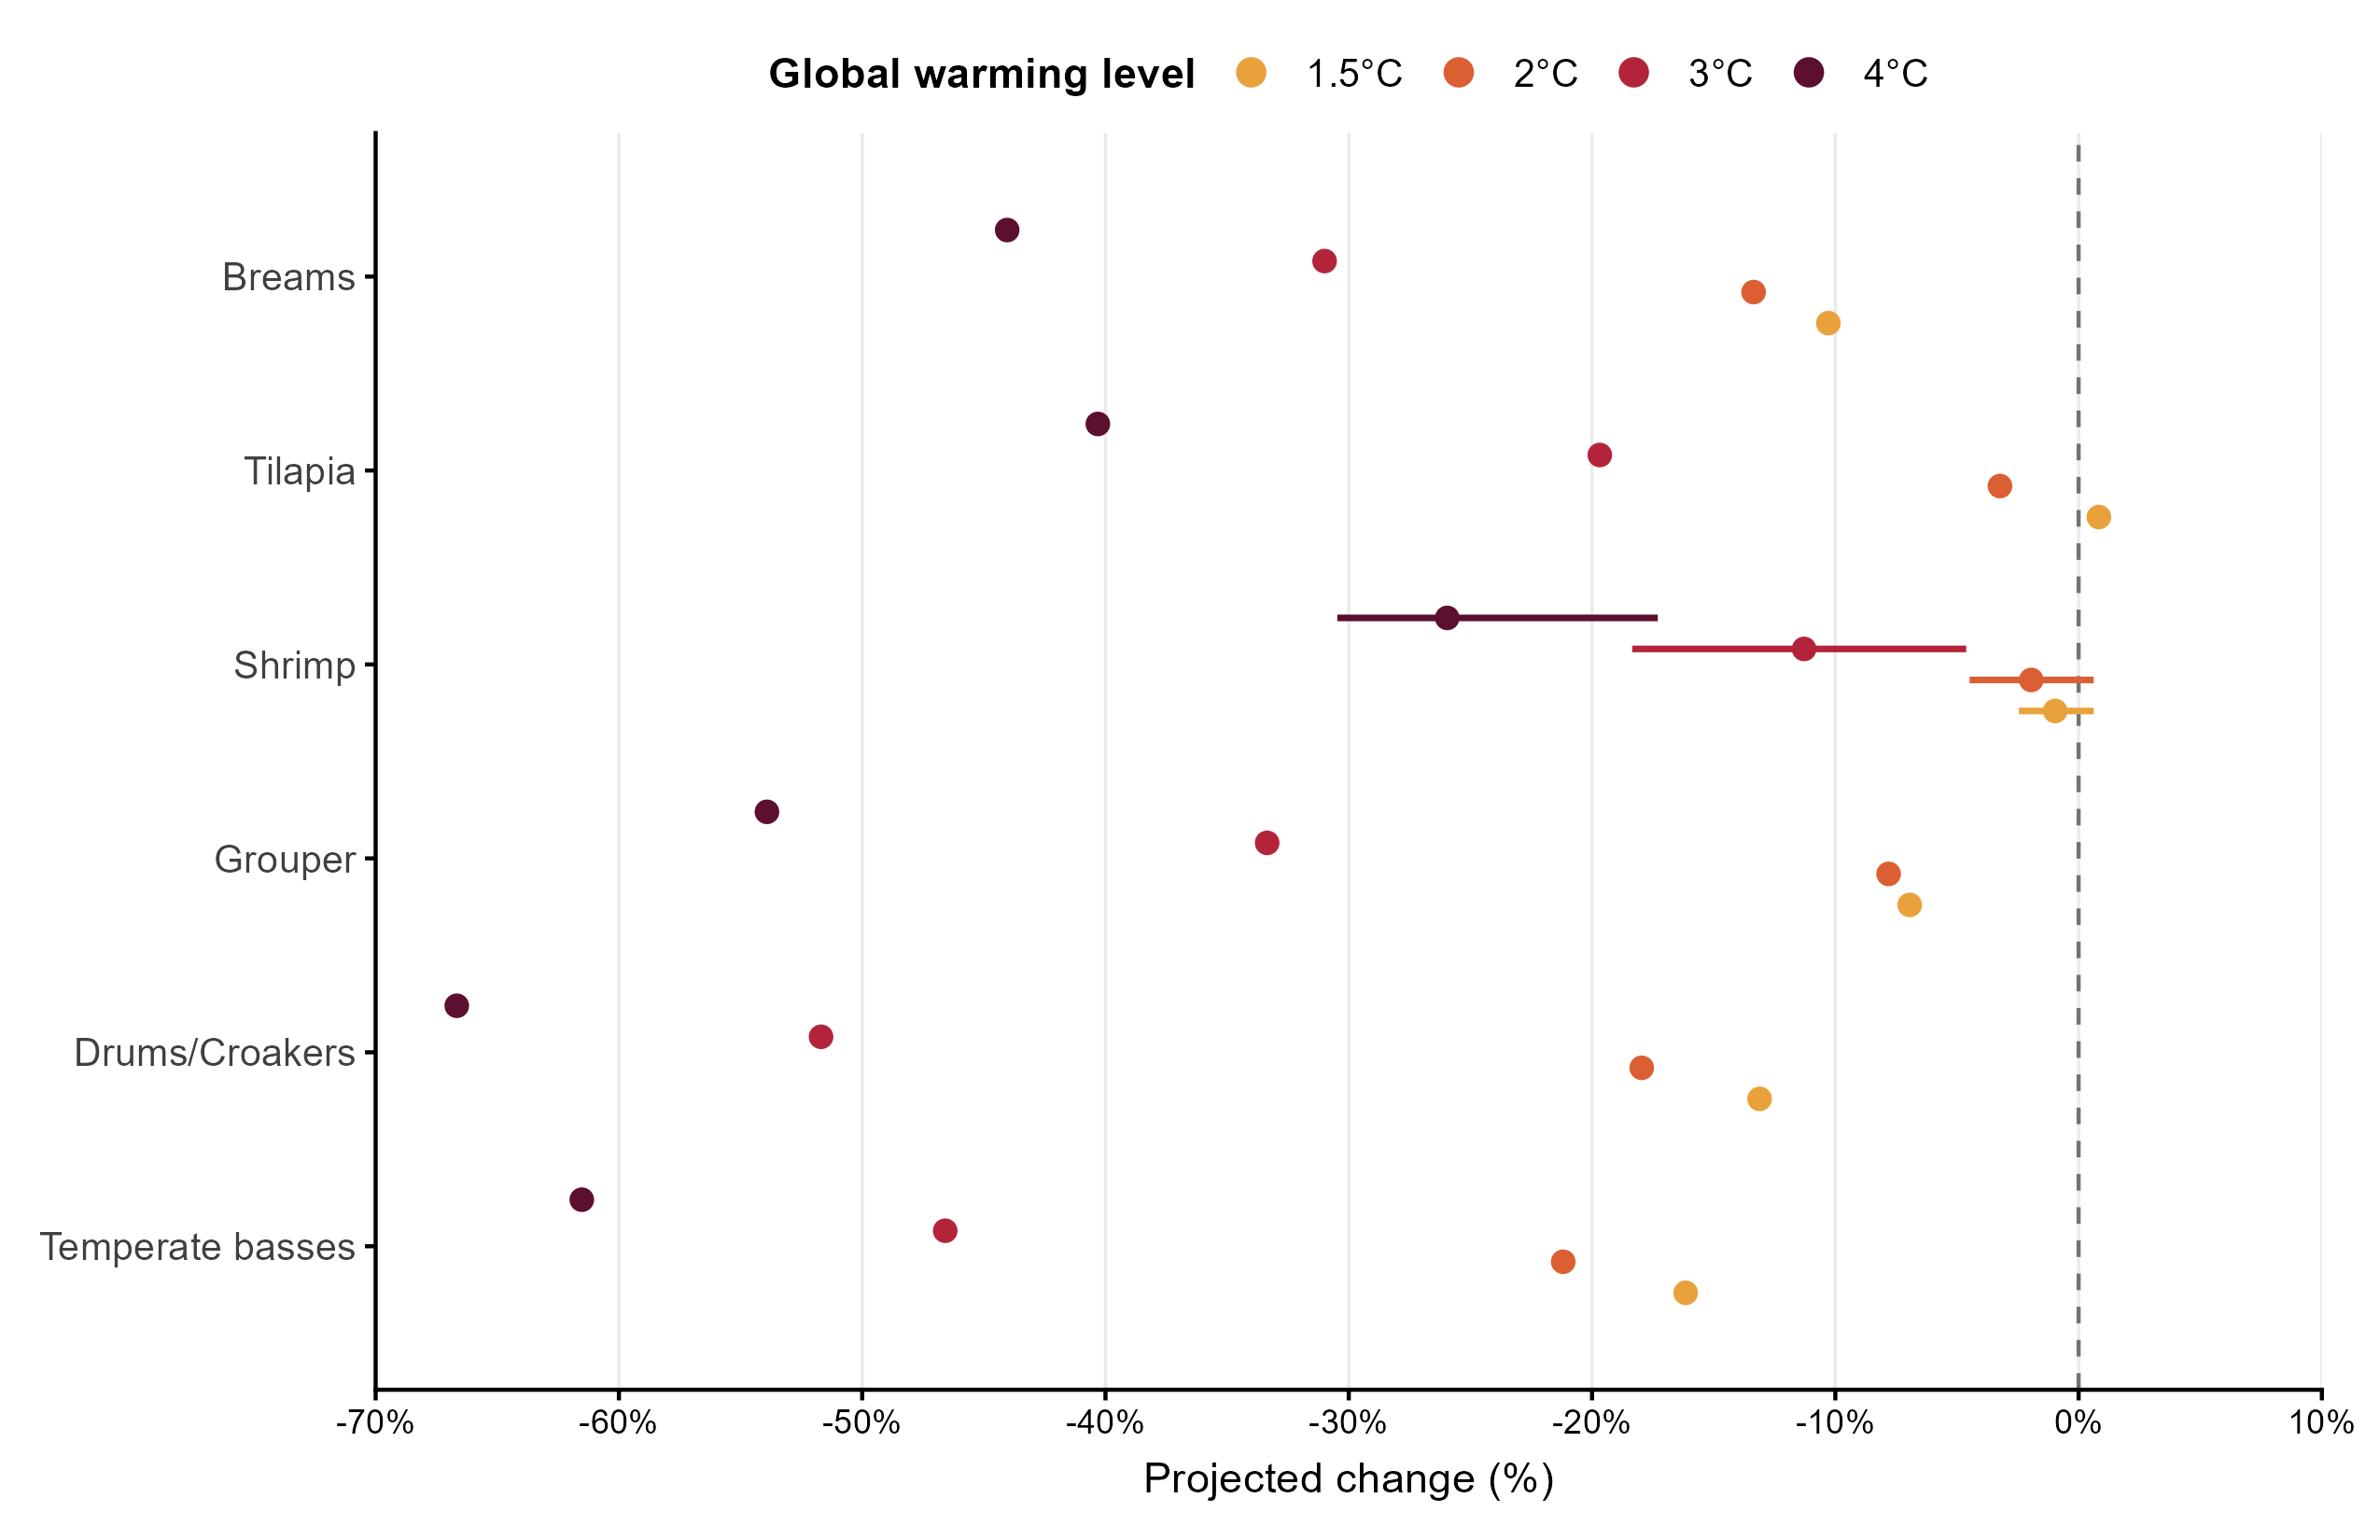 Global warming level 1.5°C 2°C 3°C 4°C
Breams
Tilapia
Shrimp
Grouper
Drums/Croakers
Temperate basses
-70% -60% -50% -40% -30% -20% -10% 0% 10%
Projected change (%)